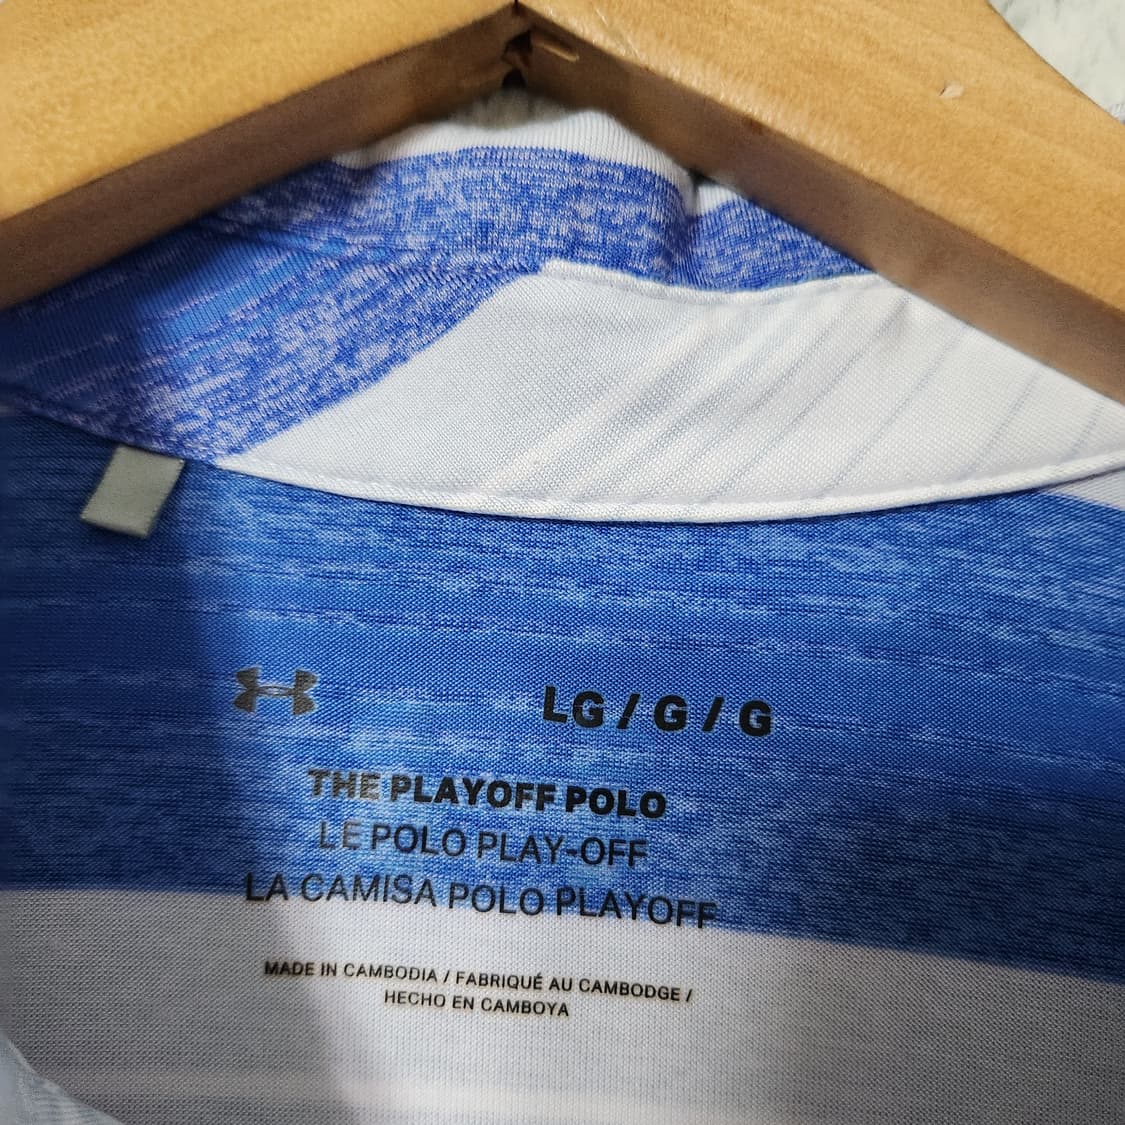 LG / G / G
THE PLAYOFF POLO
LE POLO PLAY-OFF
LA CAMISA POLO PLAYOFF
MADE IN CAMBODIA / FABRIQUÉ AU CAMBODGE /
HECHO EN CAMBOYA